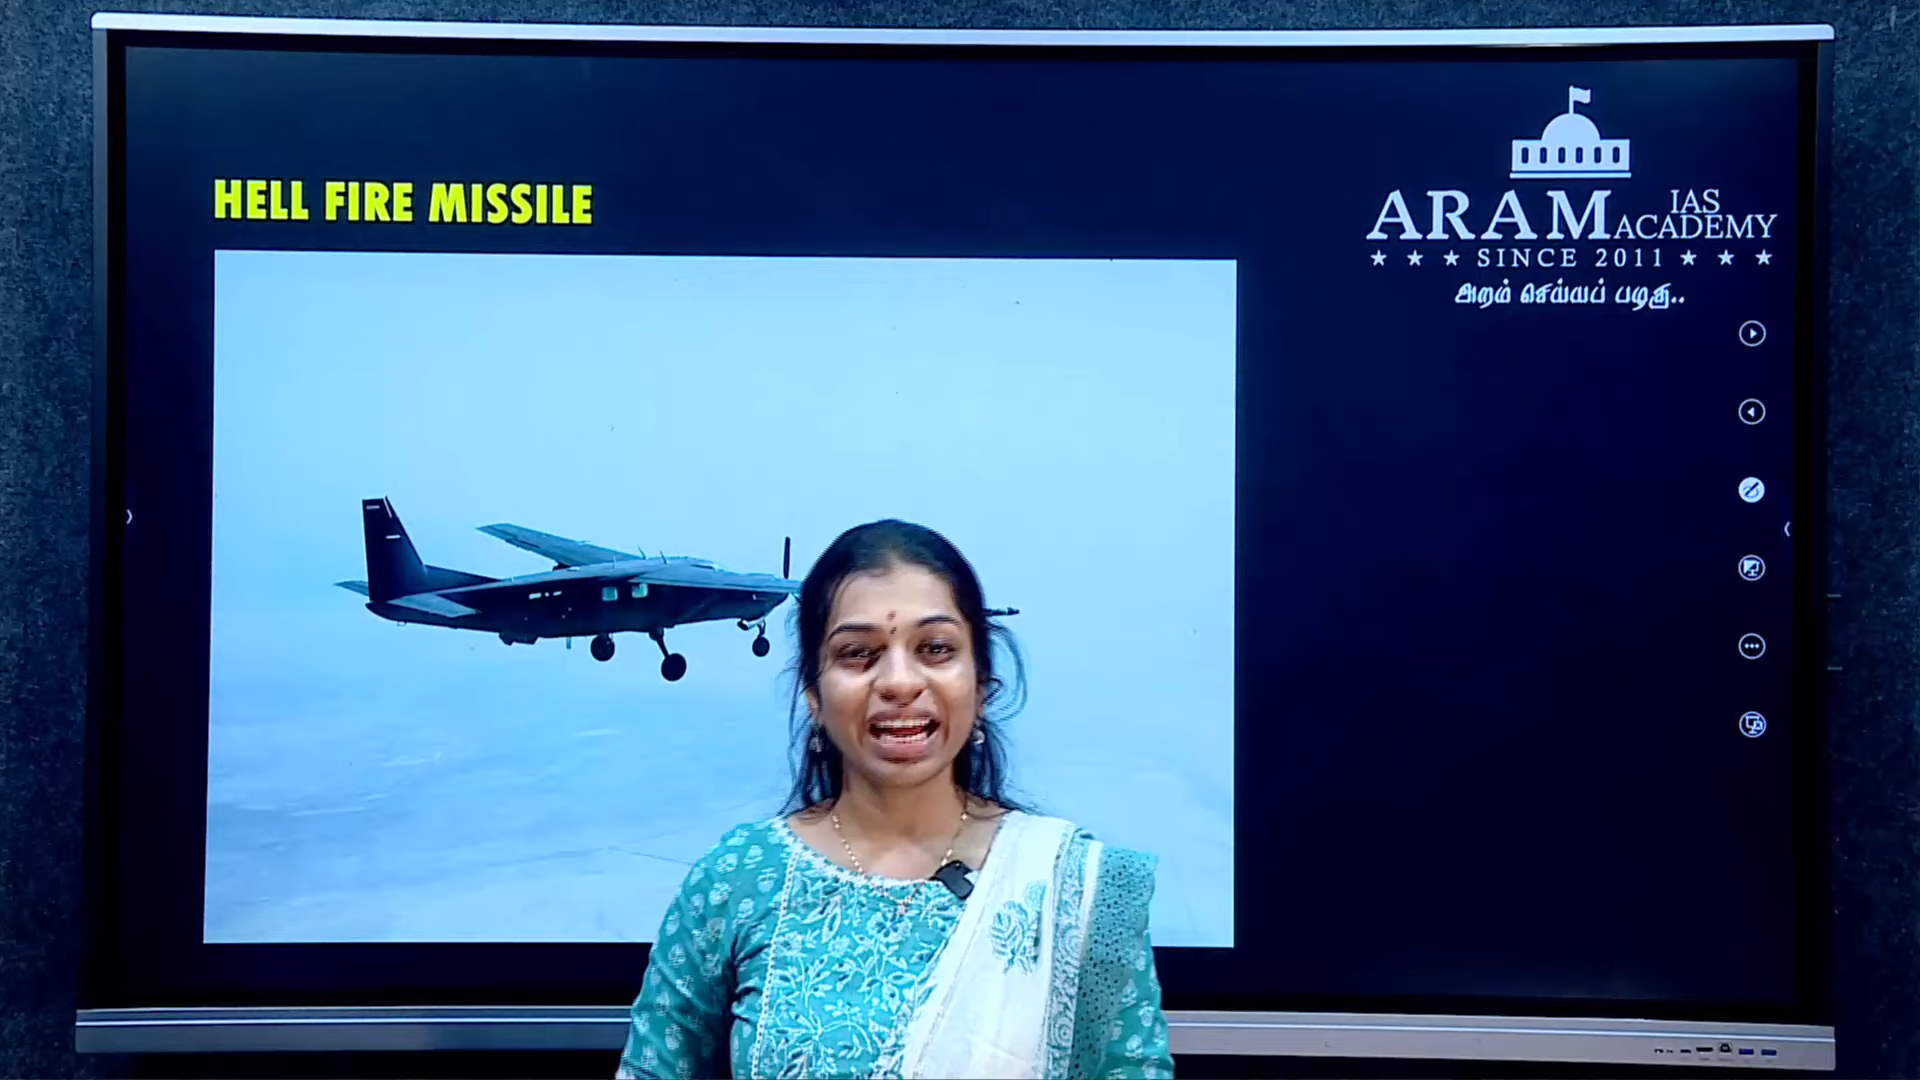 HELL FIRE MISSILE
ARAM IAS ACADEMY
★ ★ ★ SINCE 2011 ★ ★ ★
அறம் செய்யப் பழகு..